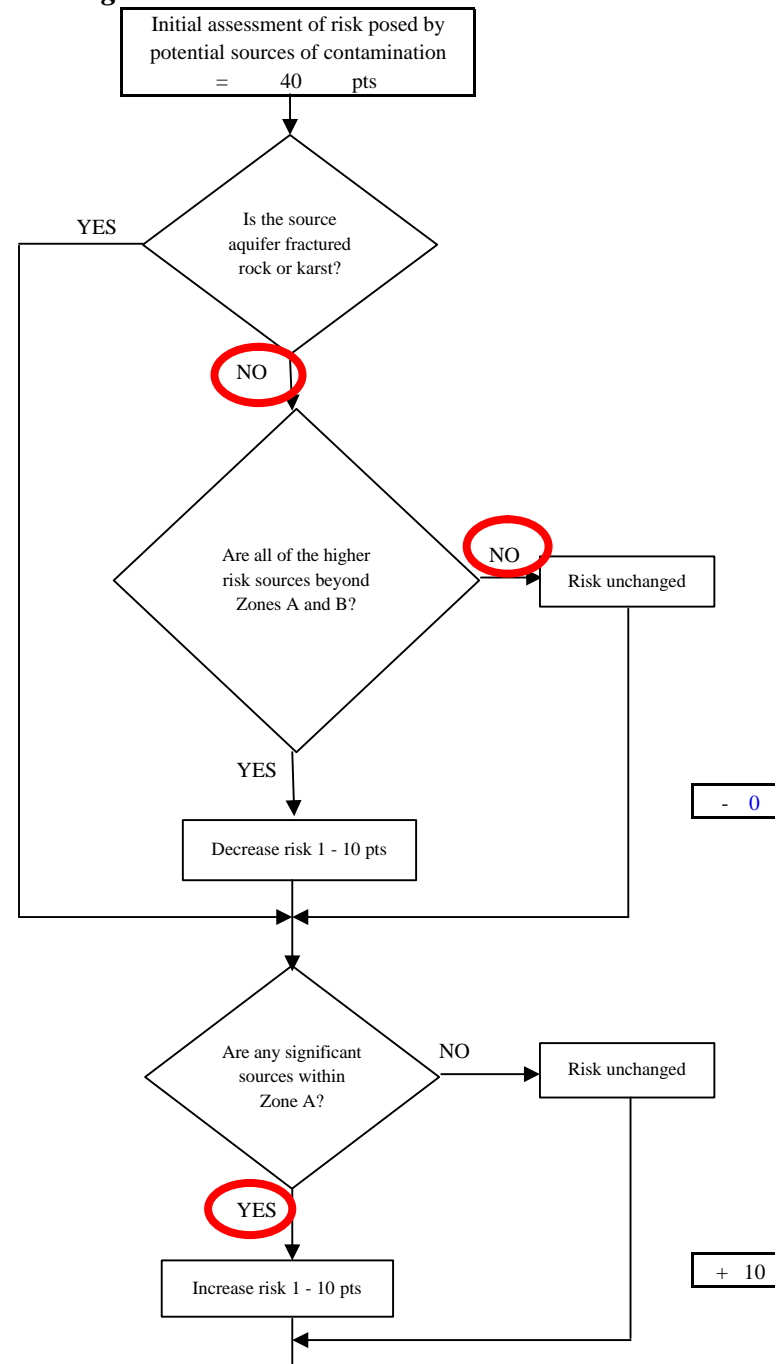 Initial assessment of risk posed by
potential sources of contamination
= 40 pts
YES
Is the source
aquifer fractured
rock or karst?
NO
Are all of the higher
risk sources beyond
Zones A and B?
NO
Risk unchanged
YES
- 0
Decrease risk 1 - 10 pts
Are any significant
sources within
Zone A?
NO
Risk unchanged
YES
+ 10
Increase risk 1 - 10 pts